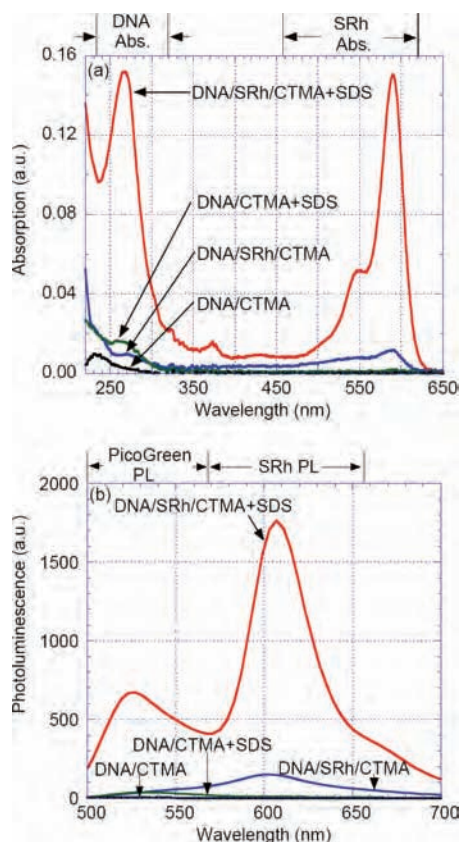 DNA
Abs.
SRh
Abs.
(a)
0.16
0.12
0.08
0.04
0.00
Absorption (a.u.)
DNA/SRh/CTMA+SDS
DNA/CTMA+SDS
DNA/SRh/CTMA
DNA/CTMA
250 350 450 550 650
Wavelength (nm)
PicoGreen
PL
SRh PL
(b)
2000
1500
1000
500
0
Photoluminescence (a.u.)
DNA/SRh/CTMA+SDS
DNA/CTMA+SDS
DNA/CTMA
DNA/SRh/CTMA
500 550 600 650 700
Wavelength (nm)